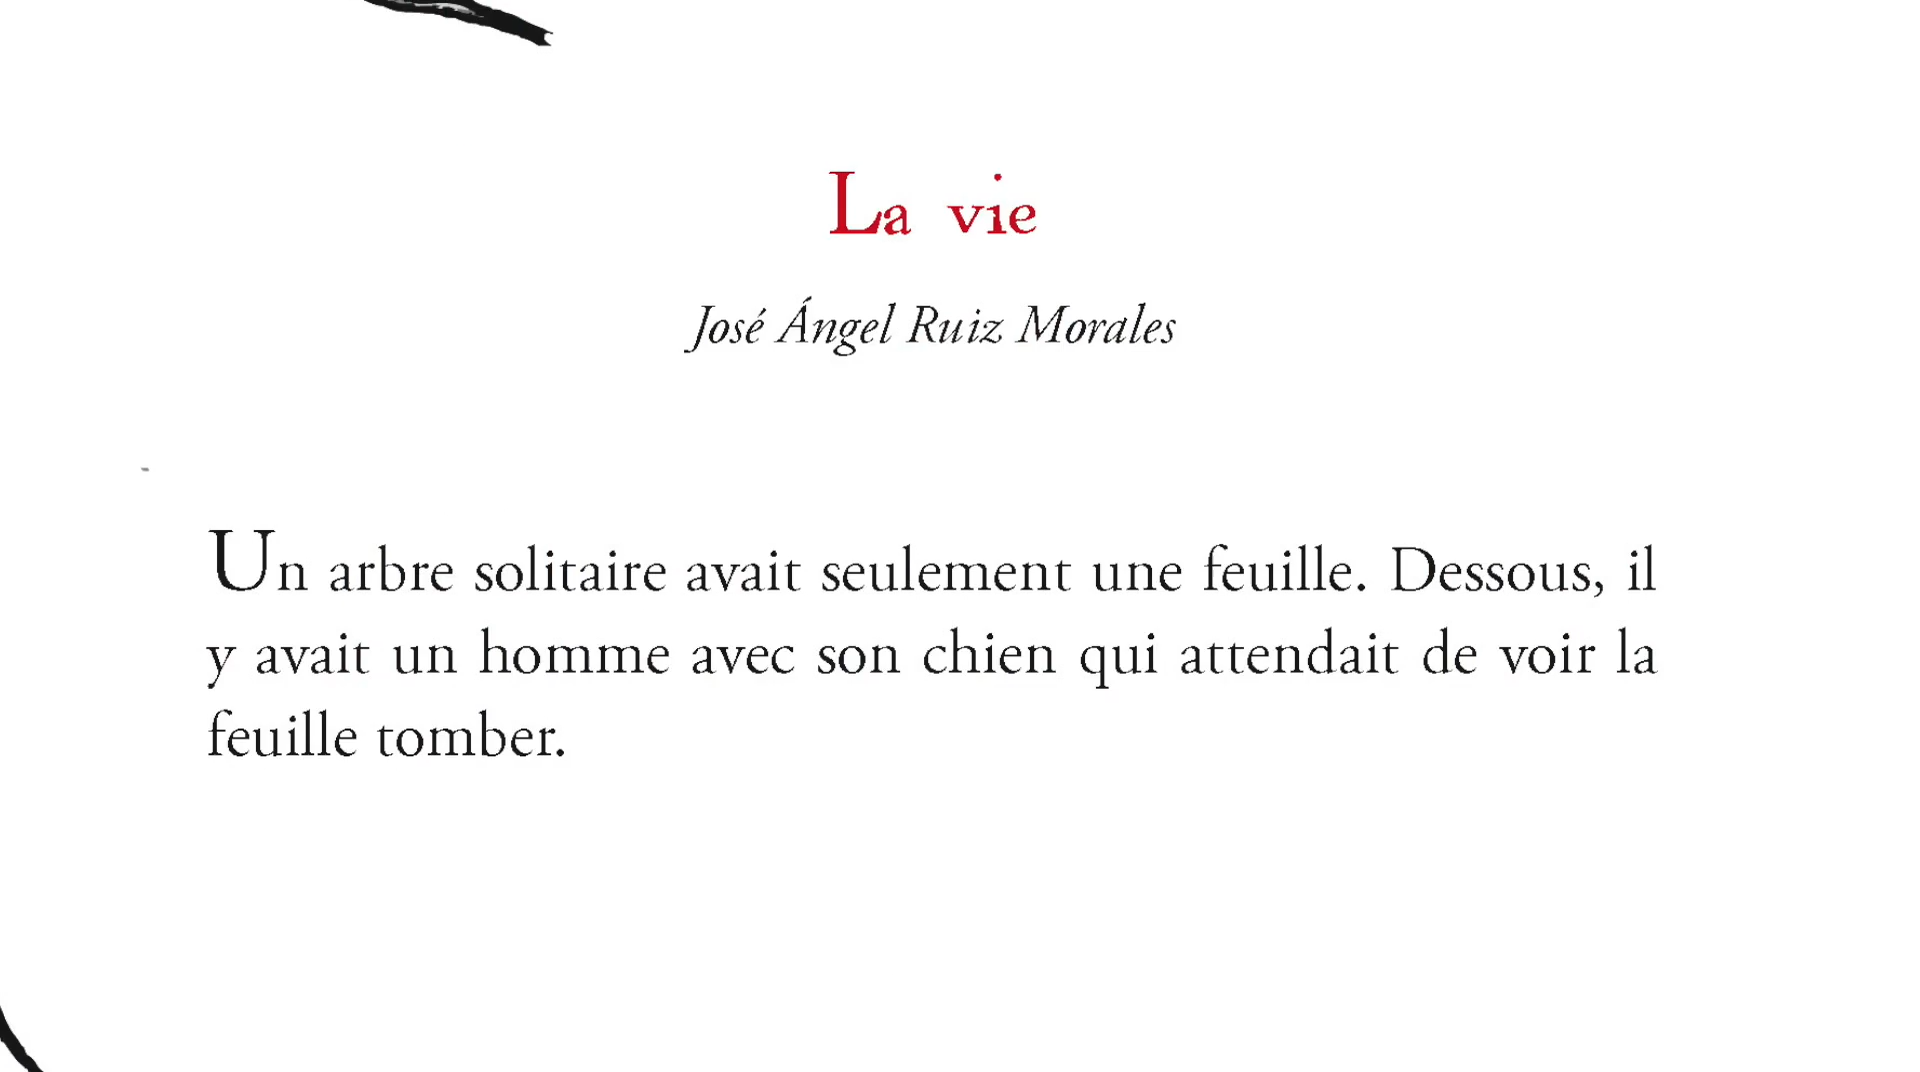 La vie
José Ángel Ruiz Morales
Un arbre solitaire avait seulement une feuille. Dessous, il
y avait un homme avec son chien qui attendait de voir la
feuille tomber.